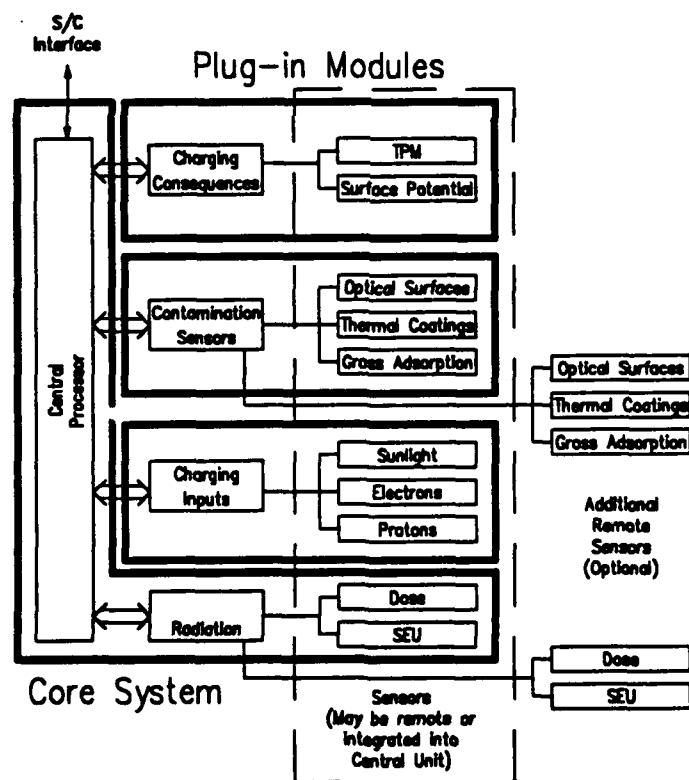 S/C
Interface
Plug-in Modules
Charging
Consequences
TPM
Surface Potential
Contamination
Sensors
Optical Surfaces
Thermal Coatings
Gross Adsorption
Central
Processor
Optical Surfaces
Thermal Coatings
Gross Adsorption
Charging
Inputs
Sunlight
Electrons
Protons
Additional
Remote
Sensors
(Optional)
Radiation
Dose
SEU
Core System
Sensors
(May be remote or
integrated into
Central Unit)
Dose
SEU